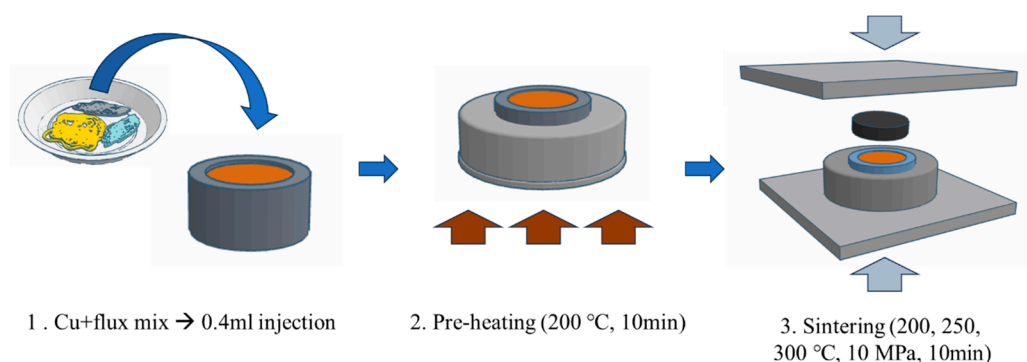 1 . Cu+flux mix → 0.4ml injection
2. Pre-heating (200 ℃, 10min)
3. Sintering (200, 250,
300 ℃, 10 MPa, 10min)